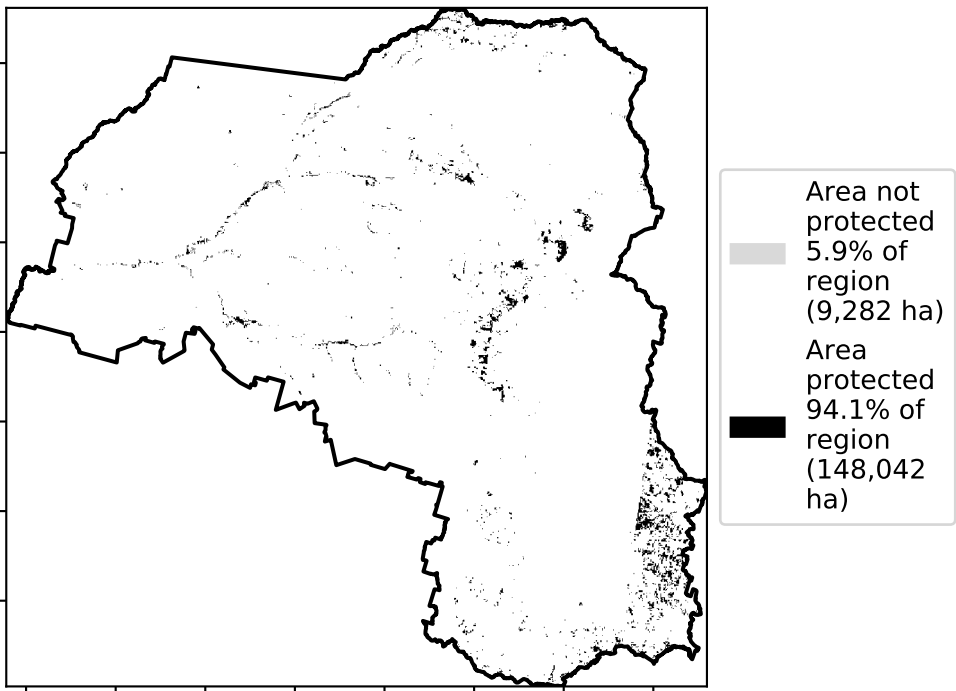 Area not
protected
5.9% of
region
(9,282 ha)
Area
protected
94.1% of
region
(148,042
ha)